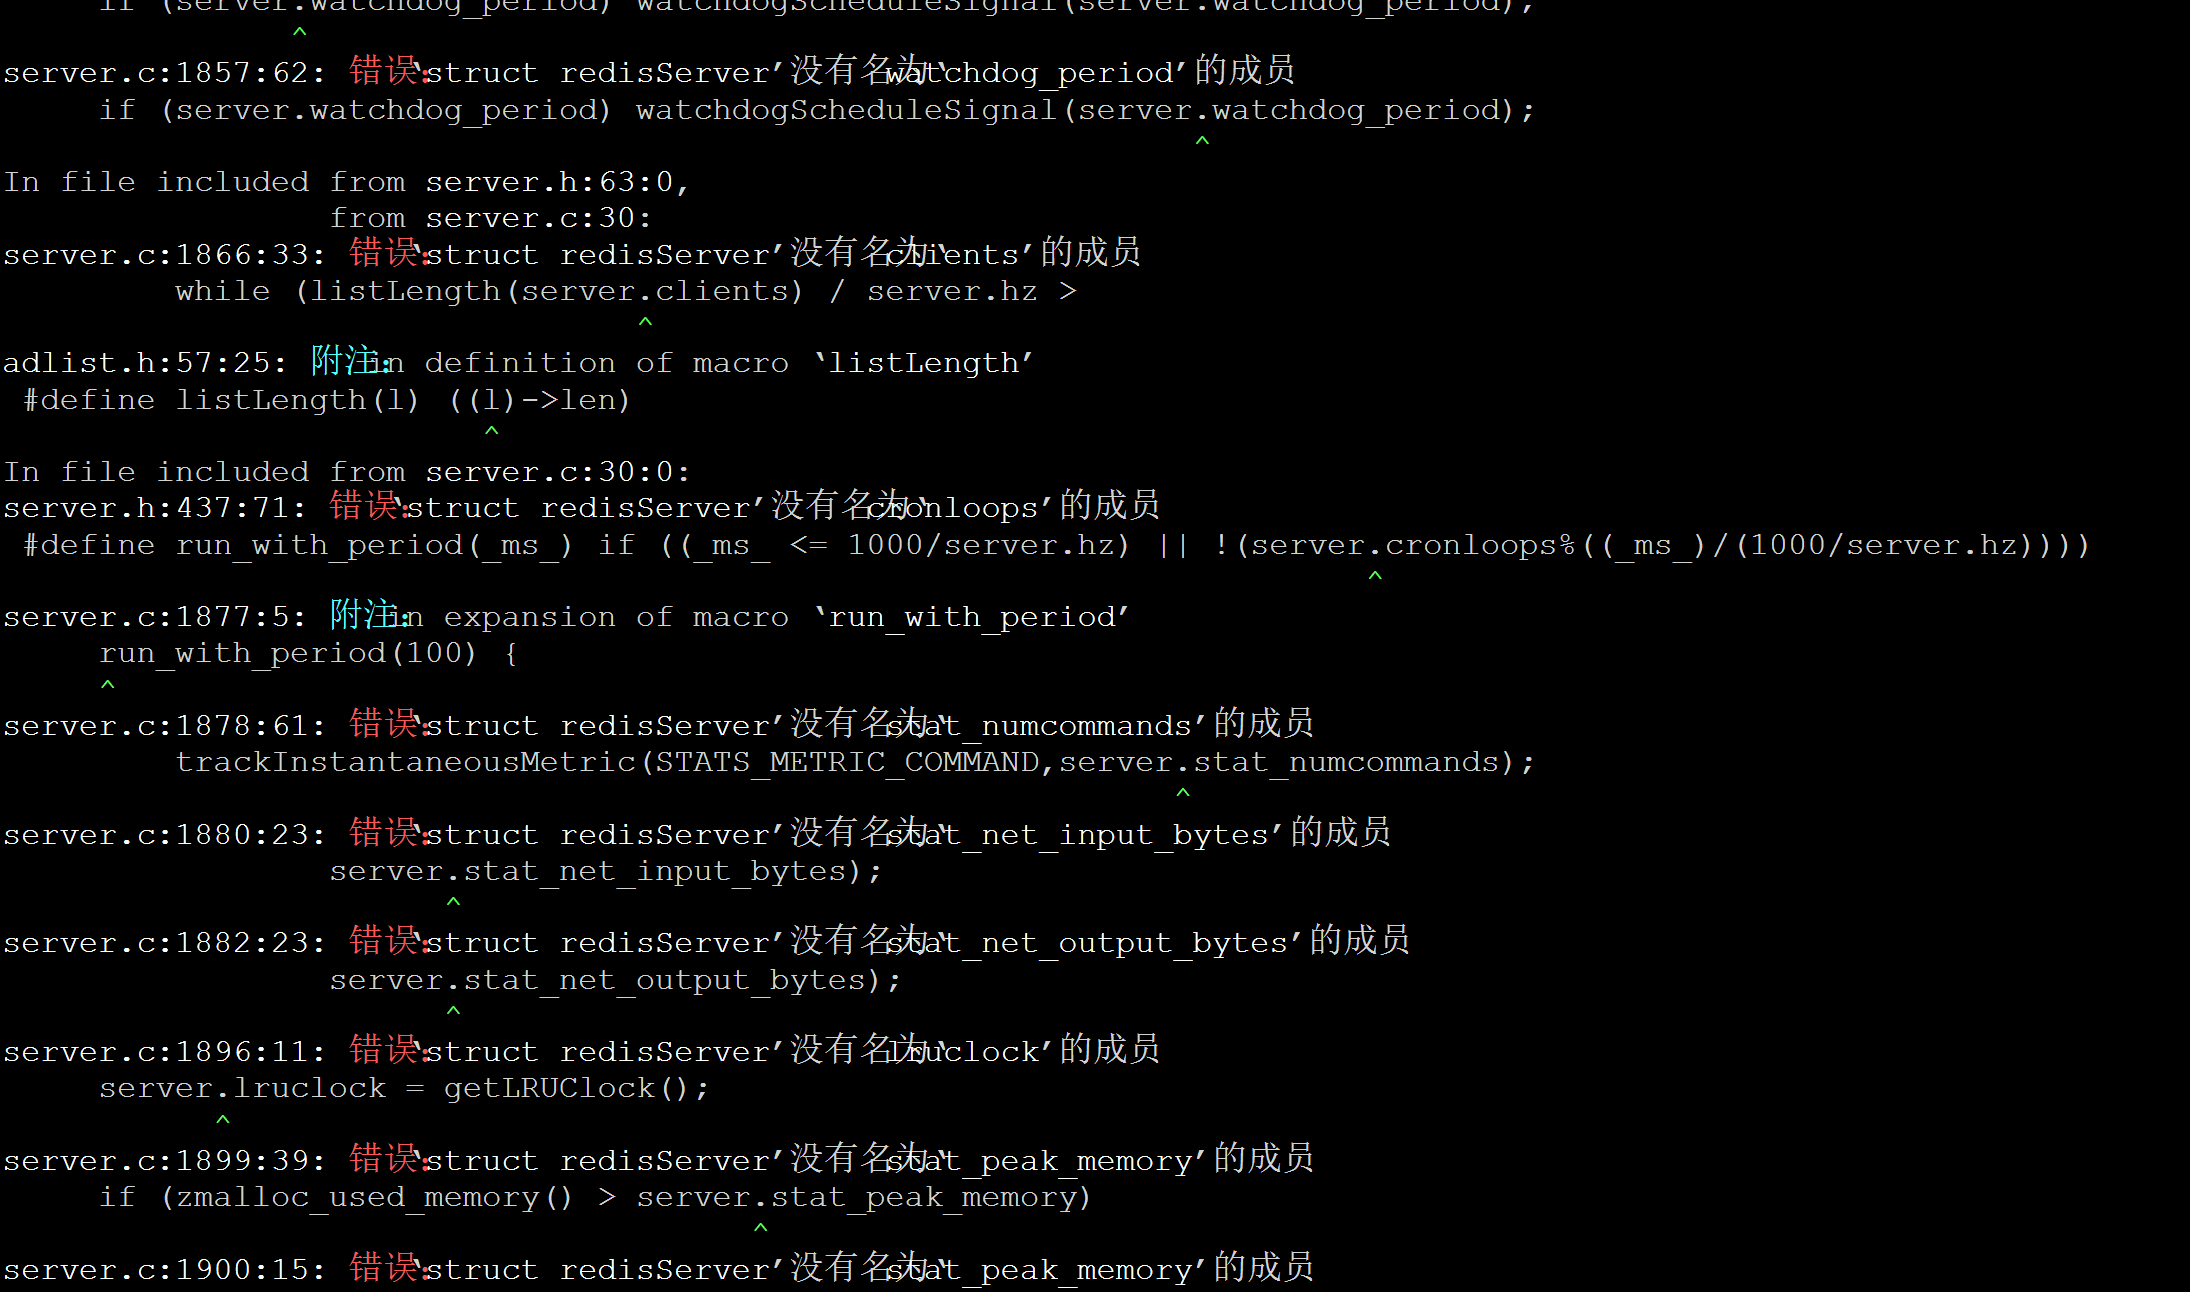 if (server.watchdog_period) watchdogScheduleSignal(server.watchdog_period);
^
server.c:1857:62: 错误:‘struct redisServer’没有名为‘watchdog_period’的成员
if (server.watchdog_period) watchdogScheduleSignal(server.watchdog_period);
^
In file included from server.h:63:0,
from server.c:30:
server.c:1866:33: 错误:‘struct redisServer’没有名为‘clients’的成员
while (listLength(server.clients) / server.hz >
^
adlist.h:57:25: 附注:in definition of macro ‘listLength’
#define listLength(l) ((l)->len)
^
In file included from server.c:30:0:
server.h:437:71: 错误:‘struct redisServer’没有名为‘cronloops’的成员
#define run_with_period(_ms_) if ((_ms_ <= 1000/server.hz) || !(server.cronloops%((_ms_)/(1000/server.hz))))
^
server.c:1877:5: 附注:in expansion of macro ‘run_with_period’
run_with_period(100) {
^
server.c:1878:61: 错误:‘struct redisServer’没有名为‘stat_numcommands’的成员
trackInstantaneousMetric(STATS_METRIC_COMMAND,server.stat_numcommands);
^
server.c:1880:23: 错误:‘struct redisServer’没有名为‘stat_net_input_bytes’的成员
server.stat_net_input_bytes);
^
server.c:1882:23: 错误:‘struct redisServer’没有名为‘stat_net_output_bytes’的成员
server.stat_net_output_bytes);
^
server.c:1896:11: 错误:‘struct redisServer’没有名为‘lruclock’的成员
server.lruclock = getLRUClock();
^
server.c:1899:39: 错误:‘struct redisServer’没有名为‘stat_peak_memory’的成员
if (zmalloc_used_memory() > server.stat_peak_memory)
^
server.c:1900:15: 错误:‘struct redisServer’没有名为‘stat_peak_memory’的成员